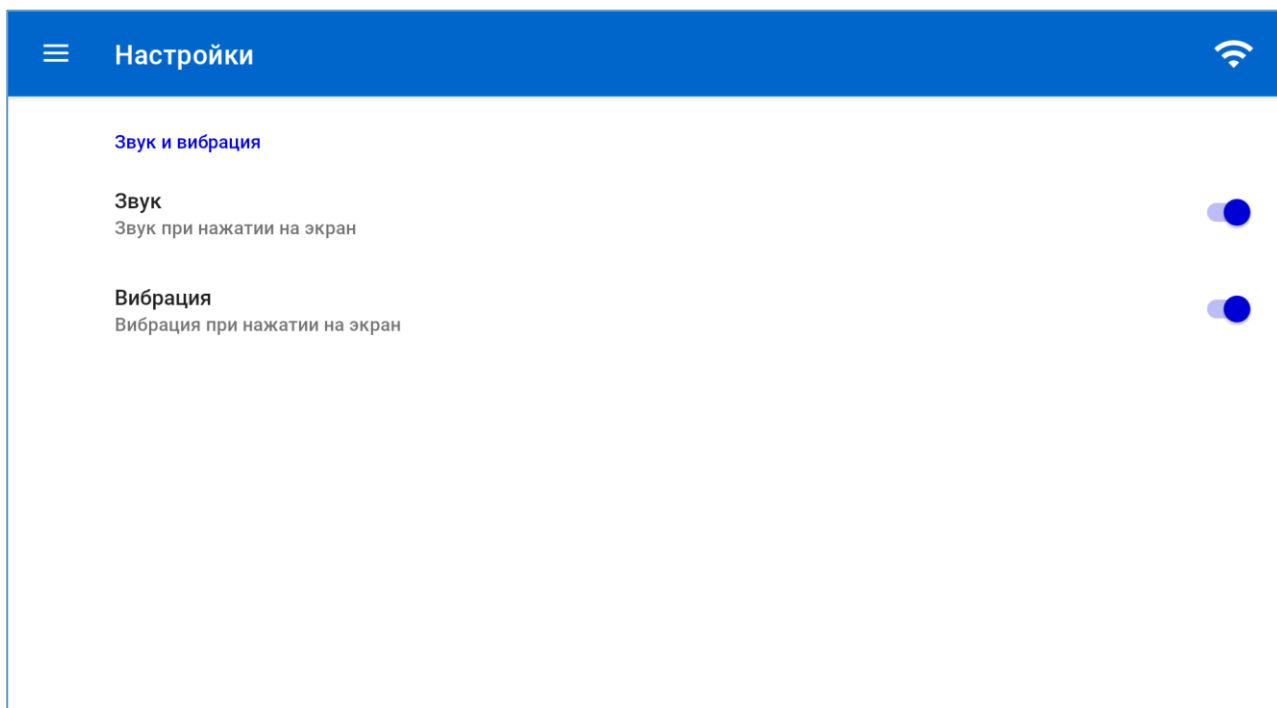 Настройки
Звук и вибрация
Звук
Звук при нажатии на экран
Вибрация
Вибрация при нажатии на экран